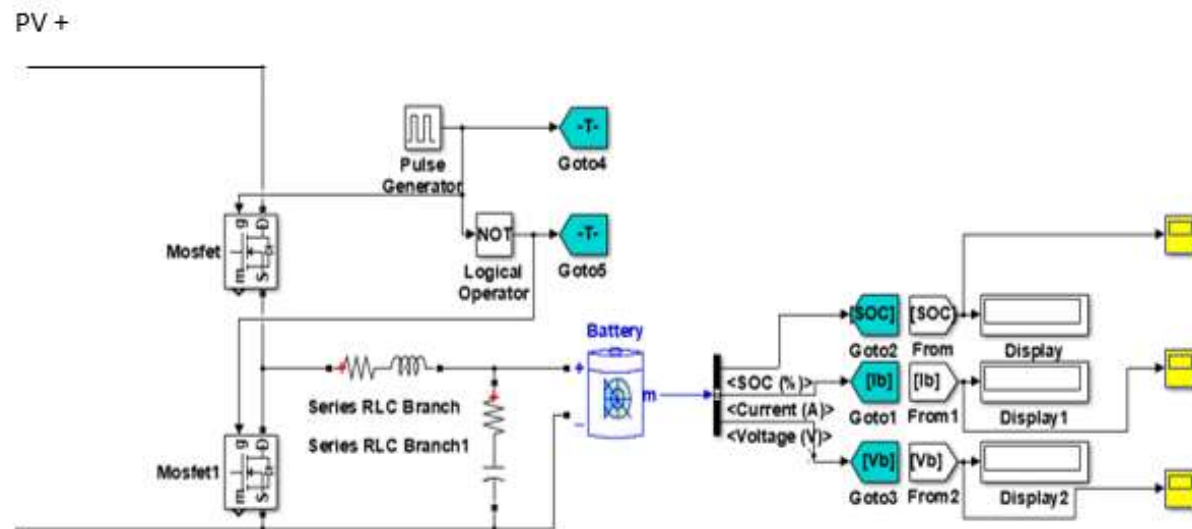 PV +
Pulse
Generator
-T-
Goto4
g
D
m
S
Mosfet
NOT
Logical
Operator
-T-
Goto5
Battery
+
m
–
[SOC]
Goto2
[SOC]
From
Display
<SOC (%)>
<Current (A)>
<Voltage (V)>
[Ib]
Goto1
[Ib]
From1
Display1
[Vb]
Goto3
[Vb]
From2
Display2
+
Series RLC Branch
+
Series RLC Branch1
g
D
m
S
Mosfet1